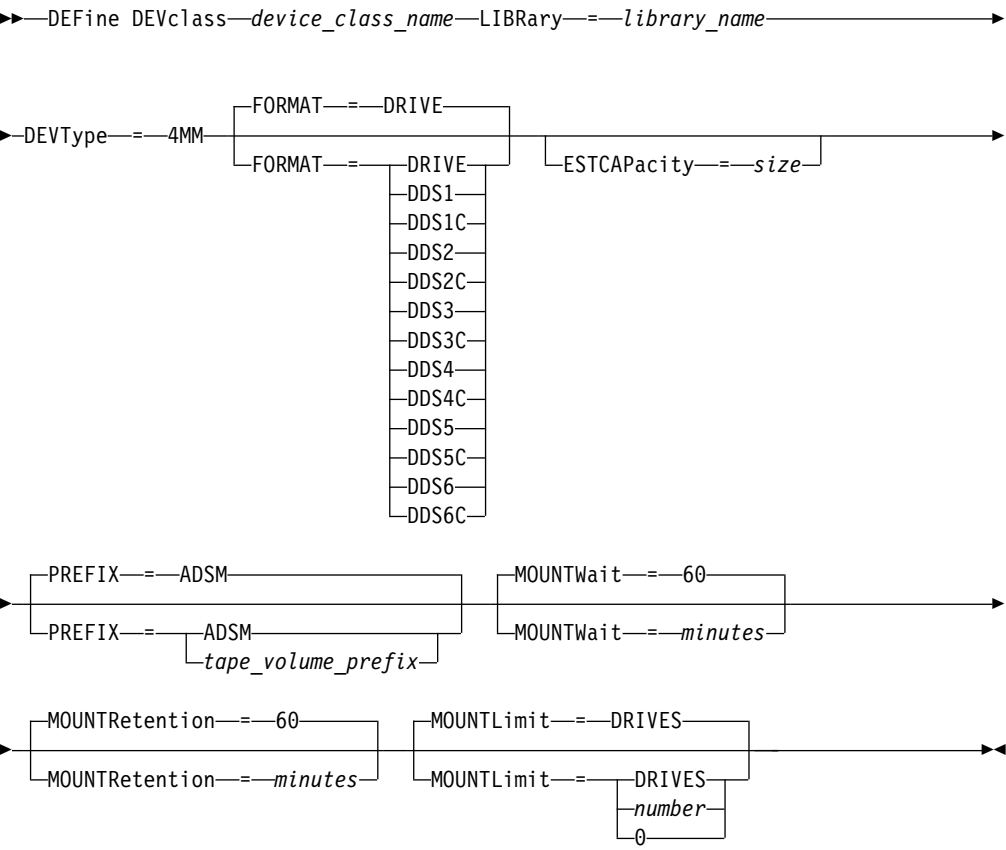 DEFine DEVclass device_class_name LIBRary = library_name
FORMAT = DRIVE
DEVType = 4MM
FORMAT = DRIVE
ESTCAPacity = size
DDS1
DDS1C
DDS2
DDS2C
DDS3
DDS3C
DDS4
DDS4C
DDS5
DDS5C
DDS6
DDS6C
PREFIX = ADSM
MOUNTWait = 60
PREFIX = ADSM
MOUNTWait = minutes
tape_volume_prefix
MOUNTRetention = 60
MOUNTLimit = DRIVES
MOUNTRetention = minutes
MOUNTLimit = DRIVES
number
0